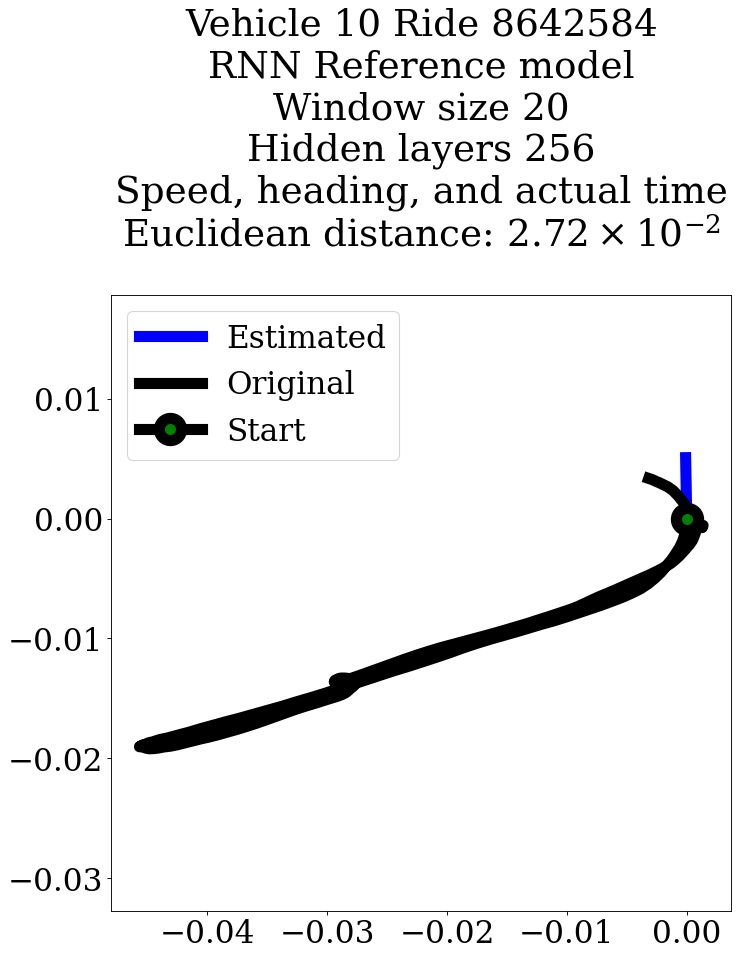 Vehicle 10 Ride 8642584
RNN Reference model
Window size 20
Hidden layers 256
Speed, heading, and actual time
Euclidean distance: 2.72 × 10⁻²
Estimated
Original
Start
0.01
0.00
−0.01
−0.02
−0.03
−0.04
−0.03
−0.02
−0.01
0.00